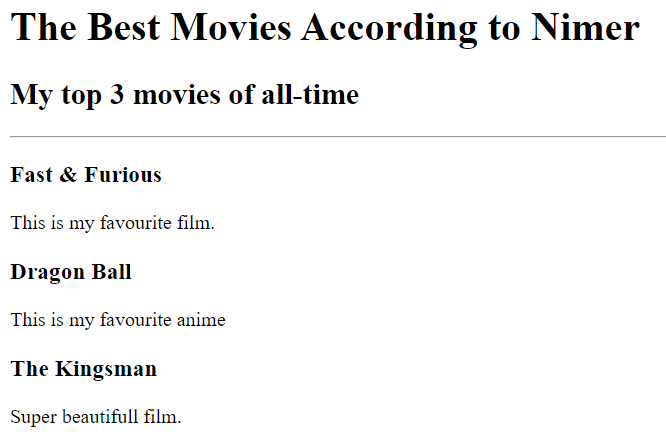 The Best Movies According to Nimer
My top 3 movies of all-time
Fast & Furious
This is my favourite film.
Dragon Ball
This is my favourite anime
The Kingsman
Super beautifull film.